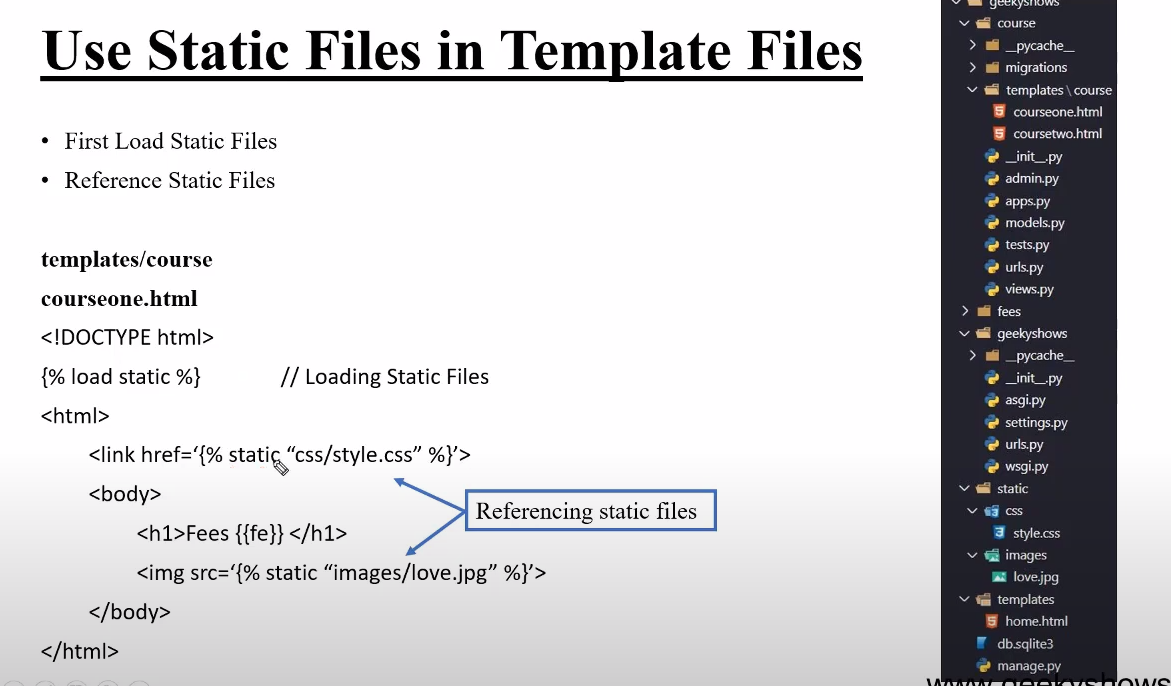 Use Static Files in Template Files
• First Load Static Files
• Reference Static Files
templates/course
courseone.html
<!DOCTYPE html>
{% load static %} // Loading Static Files
<html>
<link href=‘{% static “css/style.css” %}’>
<body>
Referencing static files
<h1>Fees {{fe}} </h1>
<img src=‘{% static “images/love.jpg” %}’>
</body>
</html>
geekyshows
course
__pycache__
migrations
templates \ course
courseone.html
coursetwo.html
__init__.py
admin.py
apps.py
models.py
tests.py
urls.py
views.py
fees
geekyshows
__pycache__
__init__.py
asgi.py
settings.py
urls.py
wsgi.py
static
css
style.css
images
love.jpg
templates
home.html
db.sqlite3
manage.py
www.geekyshows